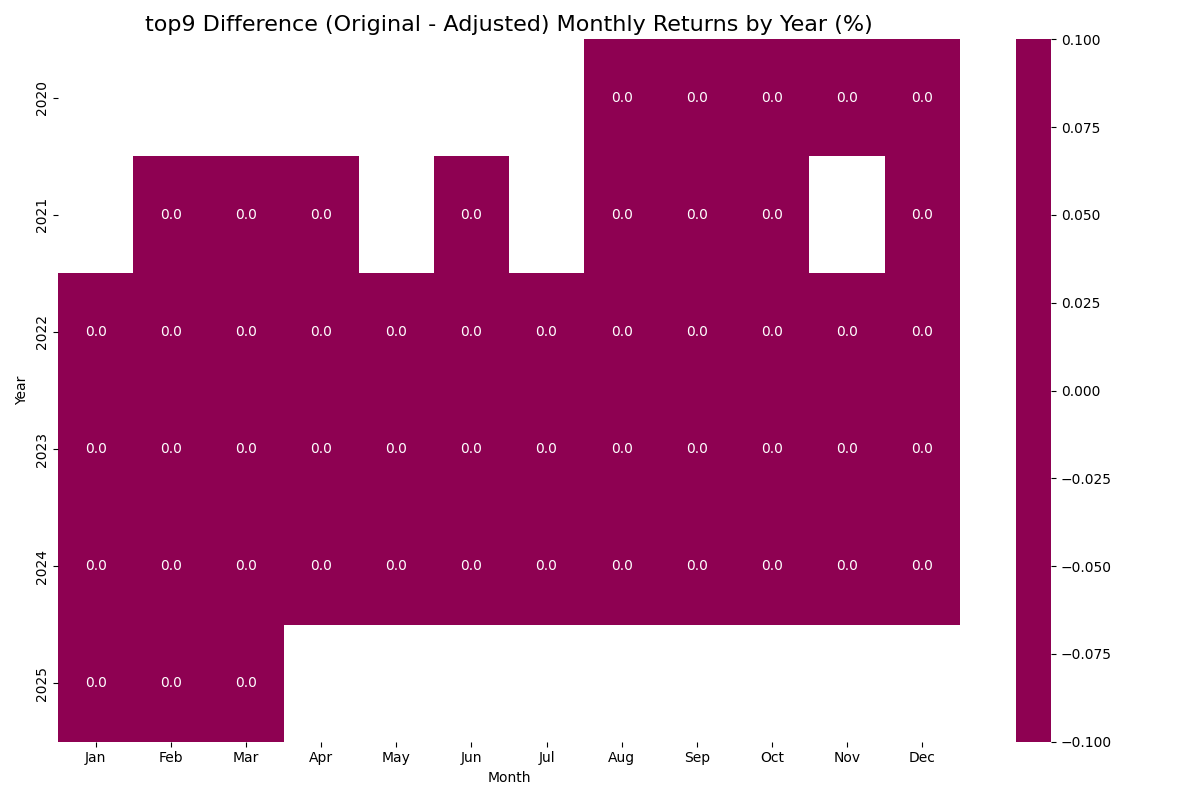 top9 Difference (Original - Adjusted) Monthly Returns by Year (%)
2020 0.0 0.0 0.0 0.0 0.0
2021 0.0 0.0 0.0 0.0 0.0 0.0 0.0 0.0
2022 0.0 0.0 0.0 0.0 0.0 0.0 0.0 0.0 0.0 0.0 0.0 0.0
Year
2023 0.0 0.0 0.0 0.0 0.0 0.0 0.0 0.0 0.0 0.0 0.0 0.0
2024 0.0 0.0 0.0 0.0 0.0 0.0 0.0 0.0 0.0 0.0 0.0 0.0
2025 0.0 0.0 0.0
Jan Feb Mar Apr May Jun Jul Aug Sep Oct Nov Dec
Month
0.100
0.075
0.050
0.025
0.000
−0.025
−0.050
−0.075
−0.100